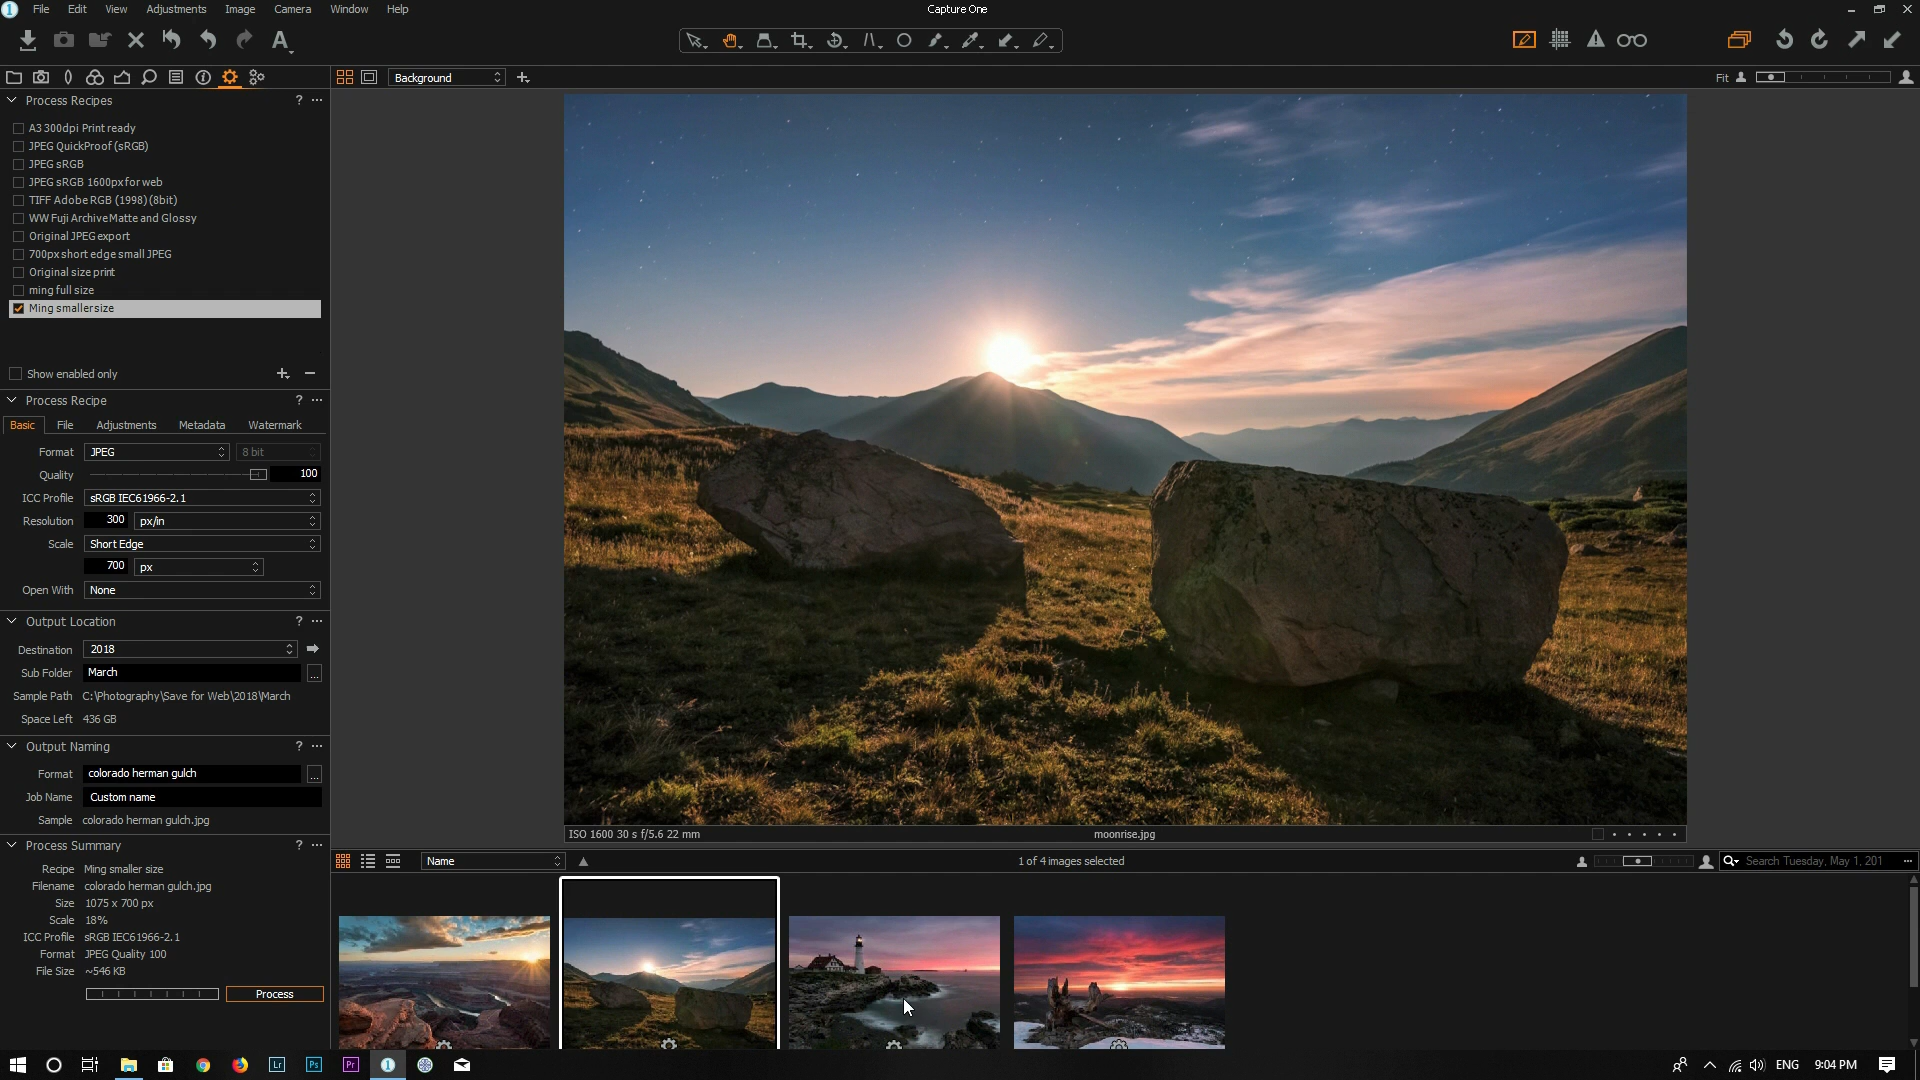 File Edit View Adjustments Image Camera Window Help
Capture One
Background
Fit
Process Recipes ? ...
A3 300dpi Print ready
JPEG QuickProof (sRGB)
JPEG sRGB
JPEG sRGB 1600px for web
TIFF Adobe RGB (1998) (8bit)
WW Fuji Archive Matte and Glossy
Original JPEG export
700px short edge small JPEG
Original size print
ming full size
Ming smaller size
Show enabled only
Process Recipe ? ...
Basic File Adjustments Metadata Watermark
Format JPEG 8 bit
Quality 100
ICC Profile sRGB IEC61966-2.1
Resolution 300 px/in
Scale Short Edge
700 px
Open With None
Output Location ? ...
Destination 2018
Sub Folder March ...
Sample Path C:\Photography\Save for Web\2018\March
Space Left 436 GB
Output Naming ? ...
Format colorado herman gulch ...
Job Name Custom name
Sample colorado herman gulch.jpg
Process Summary ? ...
Recipe Ming smaller size
Filename colorado herman gulch.jpg
Size 1075 x 700 px
Scale 18%
ICC Profile sRGB IEC61966-2.1
Format JPEG Quality 100
File Size ~546 KB
Process
ISO 1600 30 s f/5.6 22 mm
moonrise.jpg
Name
1 of 4 images selected
Search Tuesday, May 1, 201 ...
Lr Ps Pr 1
ENG 9:04 PM